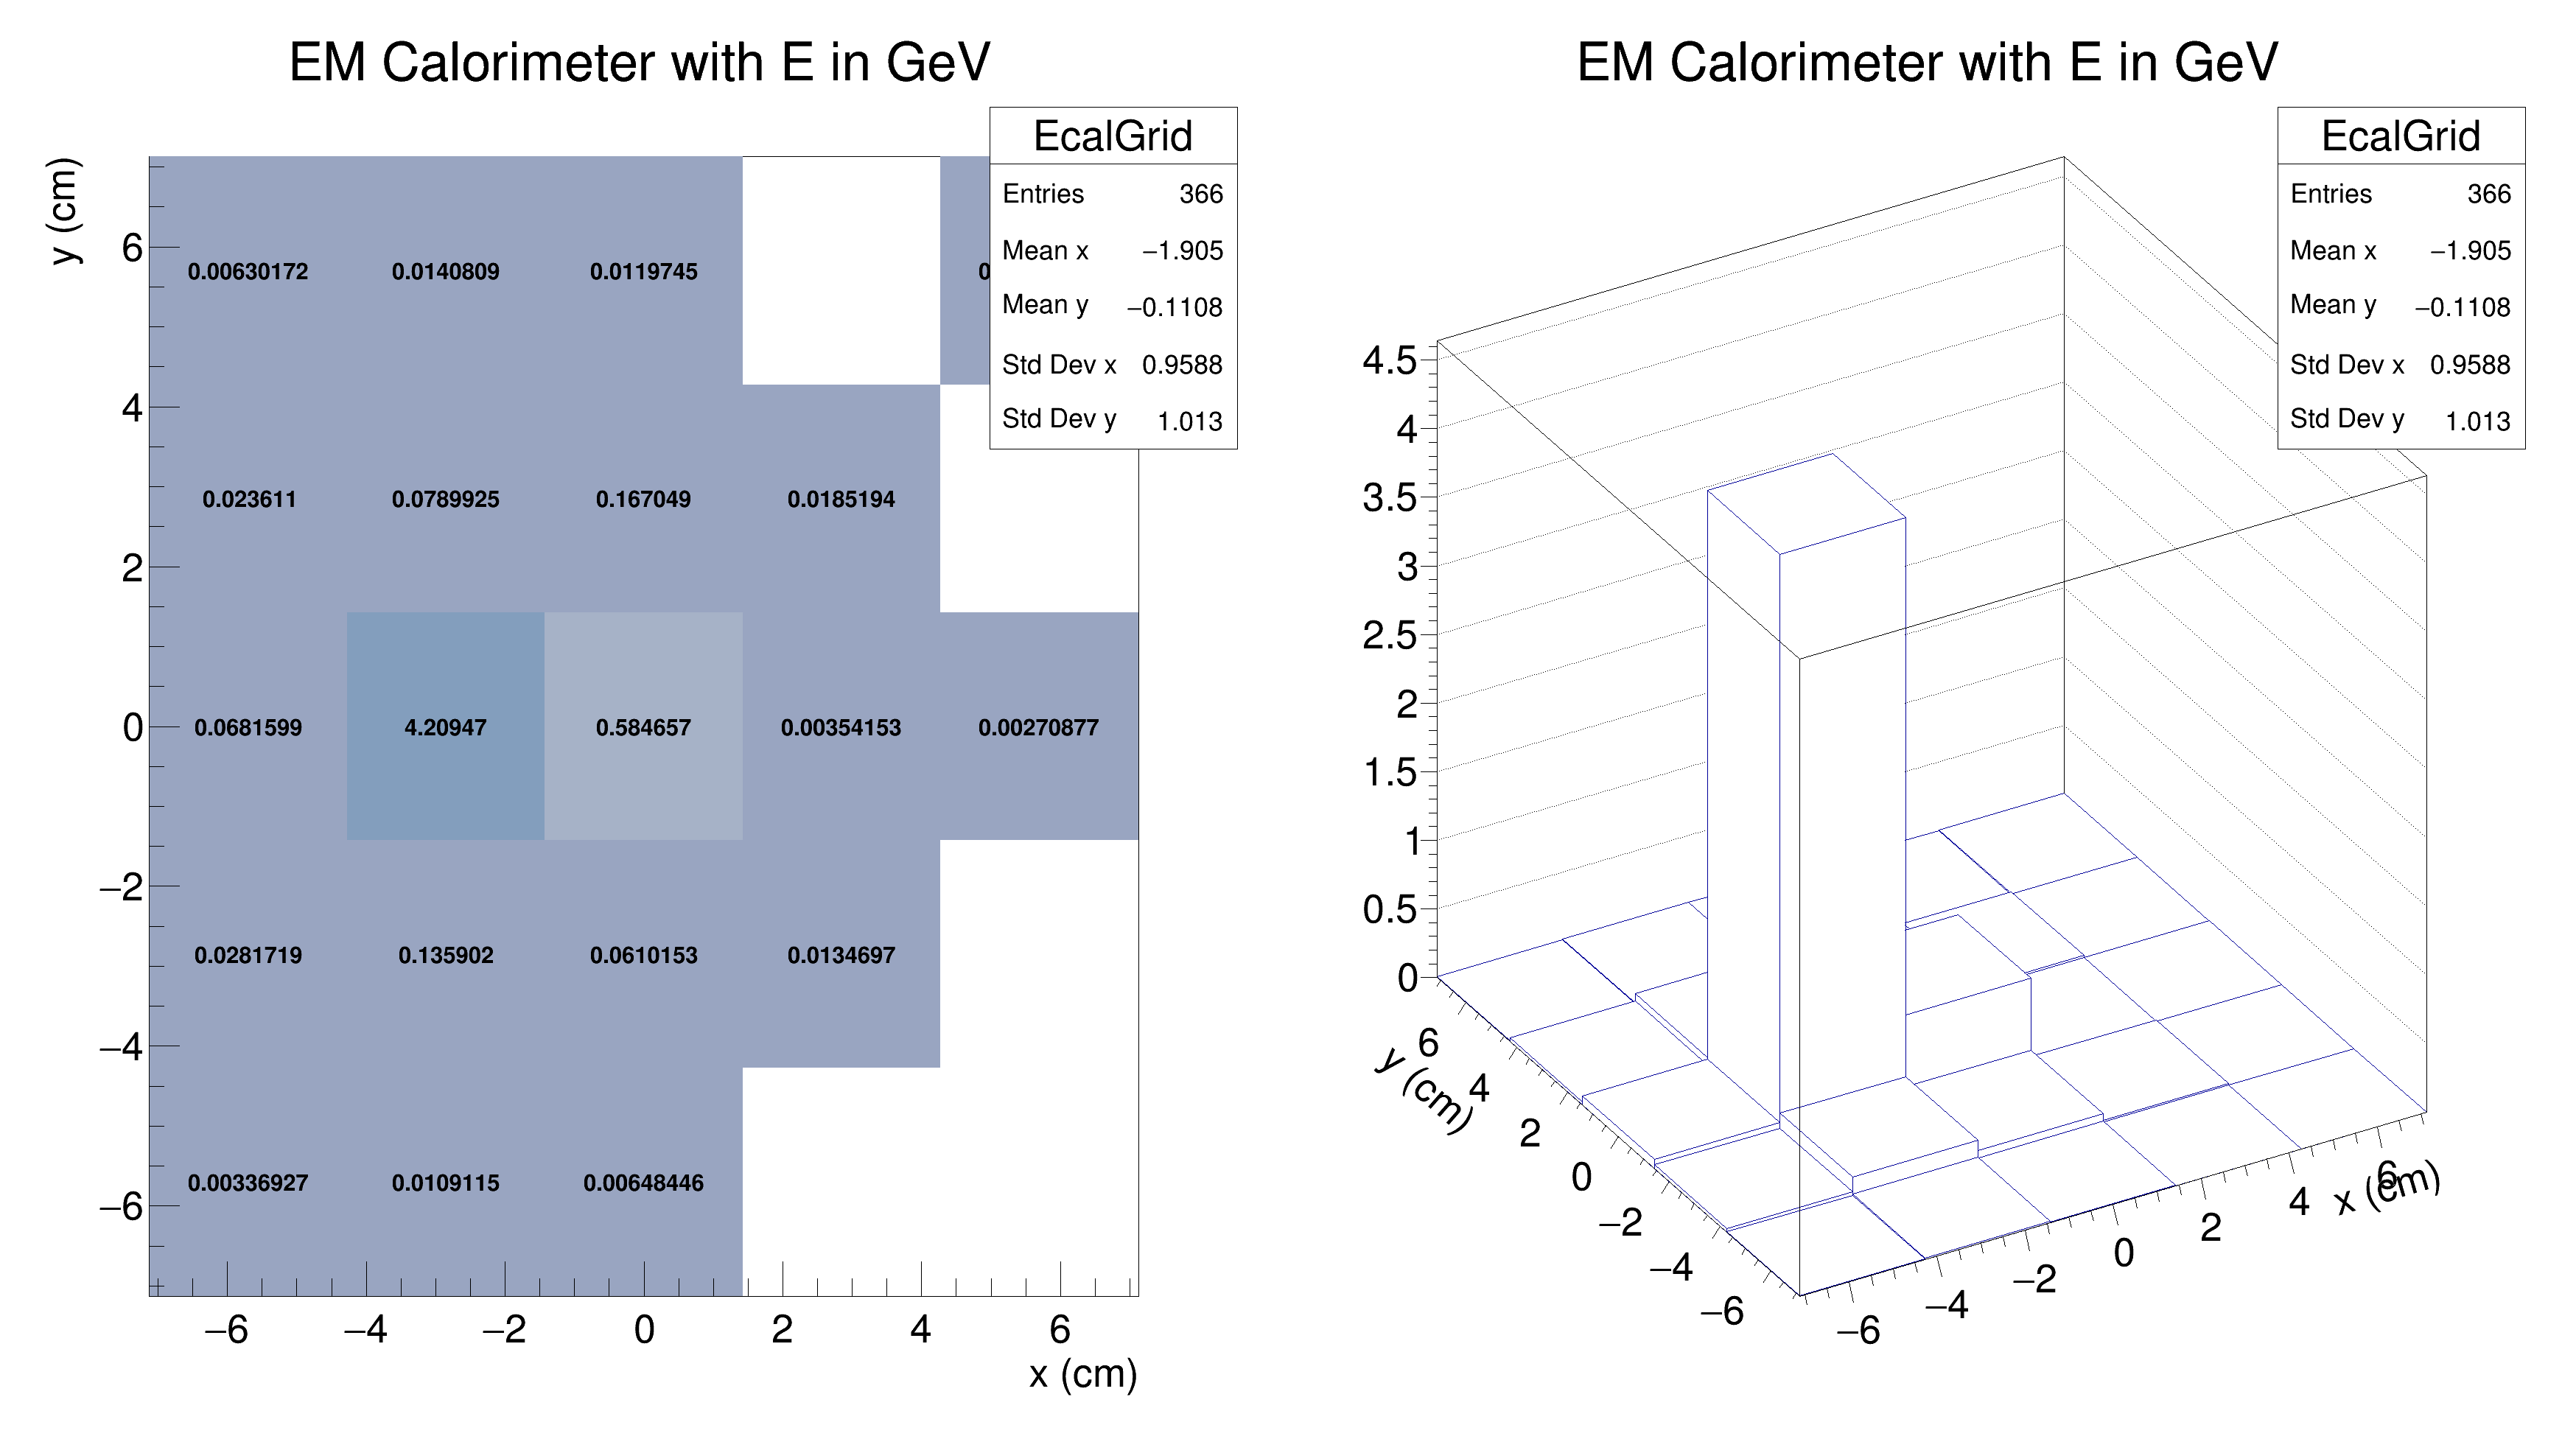 EM Calorimeter with E in GeV
EcalGrid
Entries 366
Mean x −1.905
Mean y −0.1108
Std Dev x 0.9588
Std Dev y 1.013
y (cm)
6
4
2
0
−2
−4
−6
0.00630172 0.0140809 0.0119745
0.023611 0.0789925 0.167049 0.0185194
0.0681599 4.20947 0.584657 0.00354153 0.00270877
0.0281719 0.135902 0.0610153 0.0134697
0.00336927 0.0109115 0.00648446
−6 −4 −2 0 2 4 6
x (cm)
EM Calorimeter with E in GeV
EcalGrid
Entries 366
Mean x −1.905
Mean y −0.1108
Std Dev x 0.9588
Std Dev y 1.013
4.5
4
3.5
3
2.5
2
1.5
1
0.5
0
6
4
2
0
−2
−4
−6
y (cm)
−6
−4
−2
0
2
4
6
x (cm)